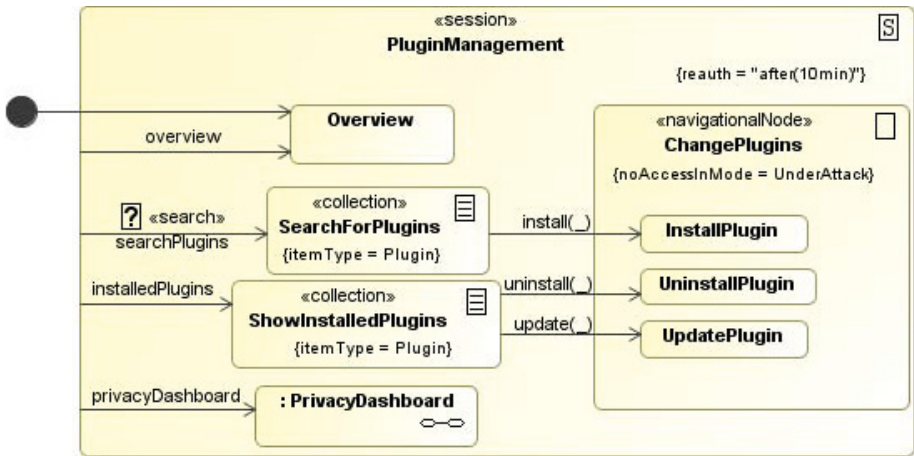 «session»
PluginManagement
S
{reauth = "after(10min)"}
Overview
overview
«navigationalNode»
ChangePlugins
{noAccessInMode = UnderAttack}
? «search»
searchPlugins
«collection»
SearchForPlugins
{itemType = Plugin}
install(_)
InstallPlugin
installedPlugins
«collection»
ShowInstalledPlugins
{itemType = Plugin}
uninstall(_)
UninstallPlugin
update(_)
UpdatePlugin
privacyDashboard
: PrivacyDashboard